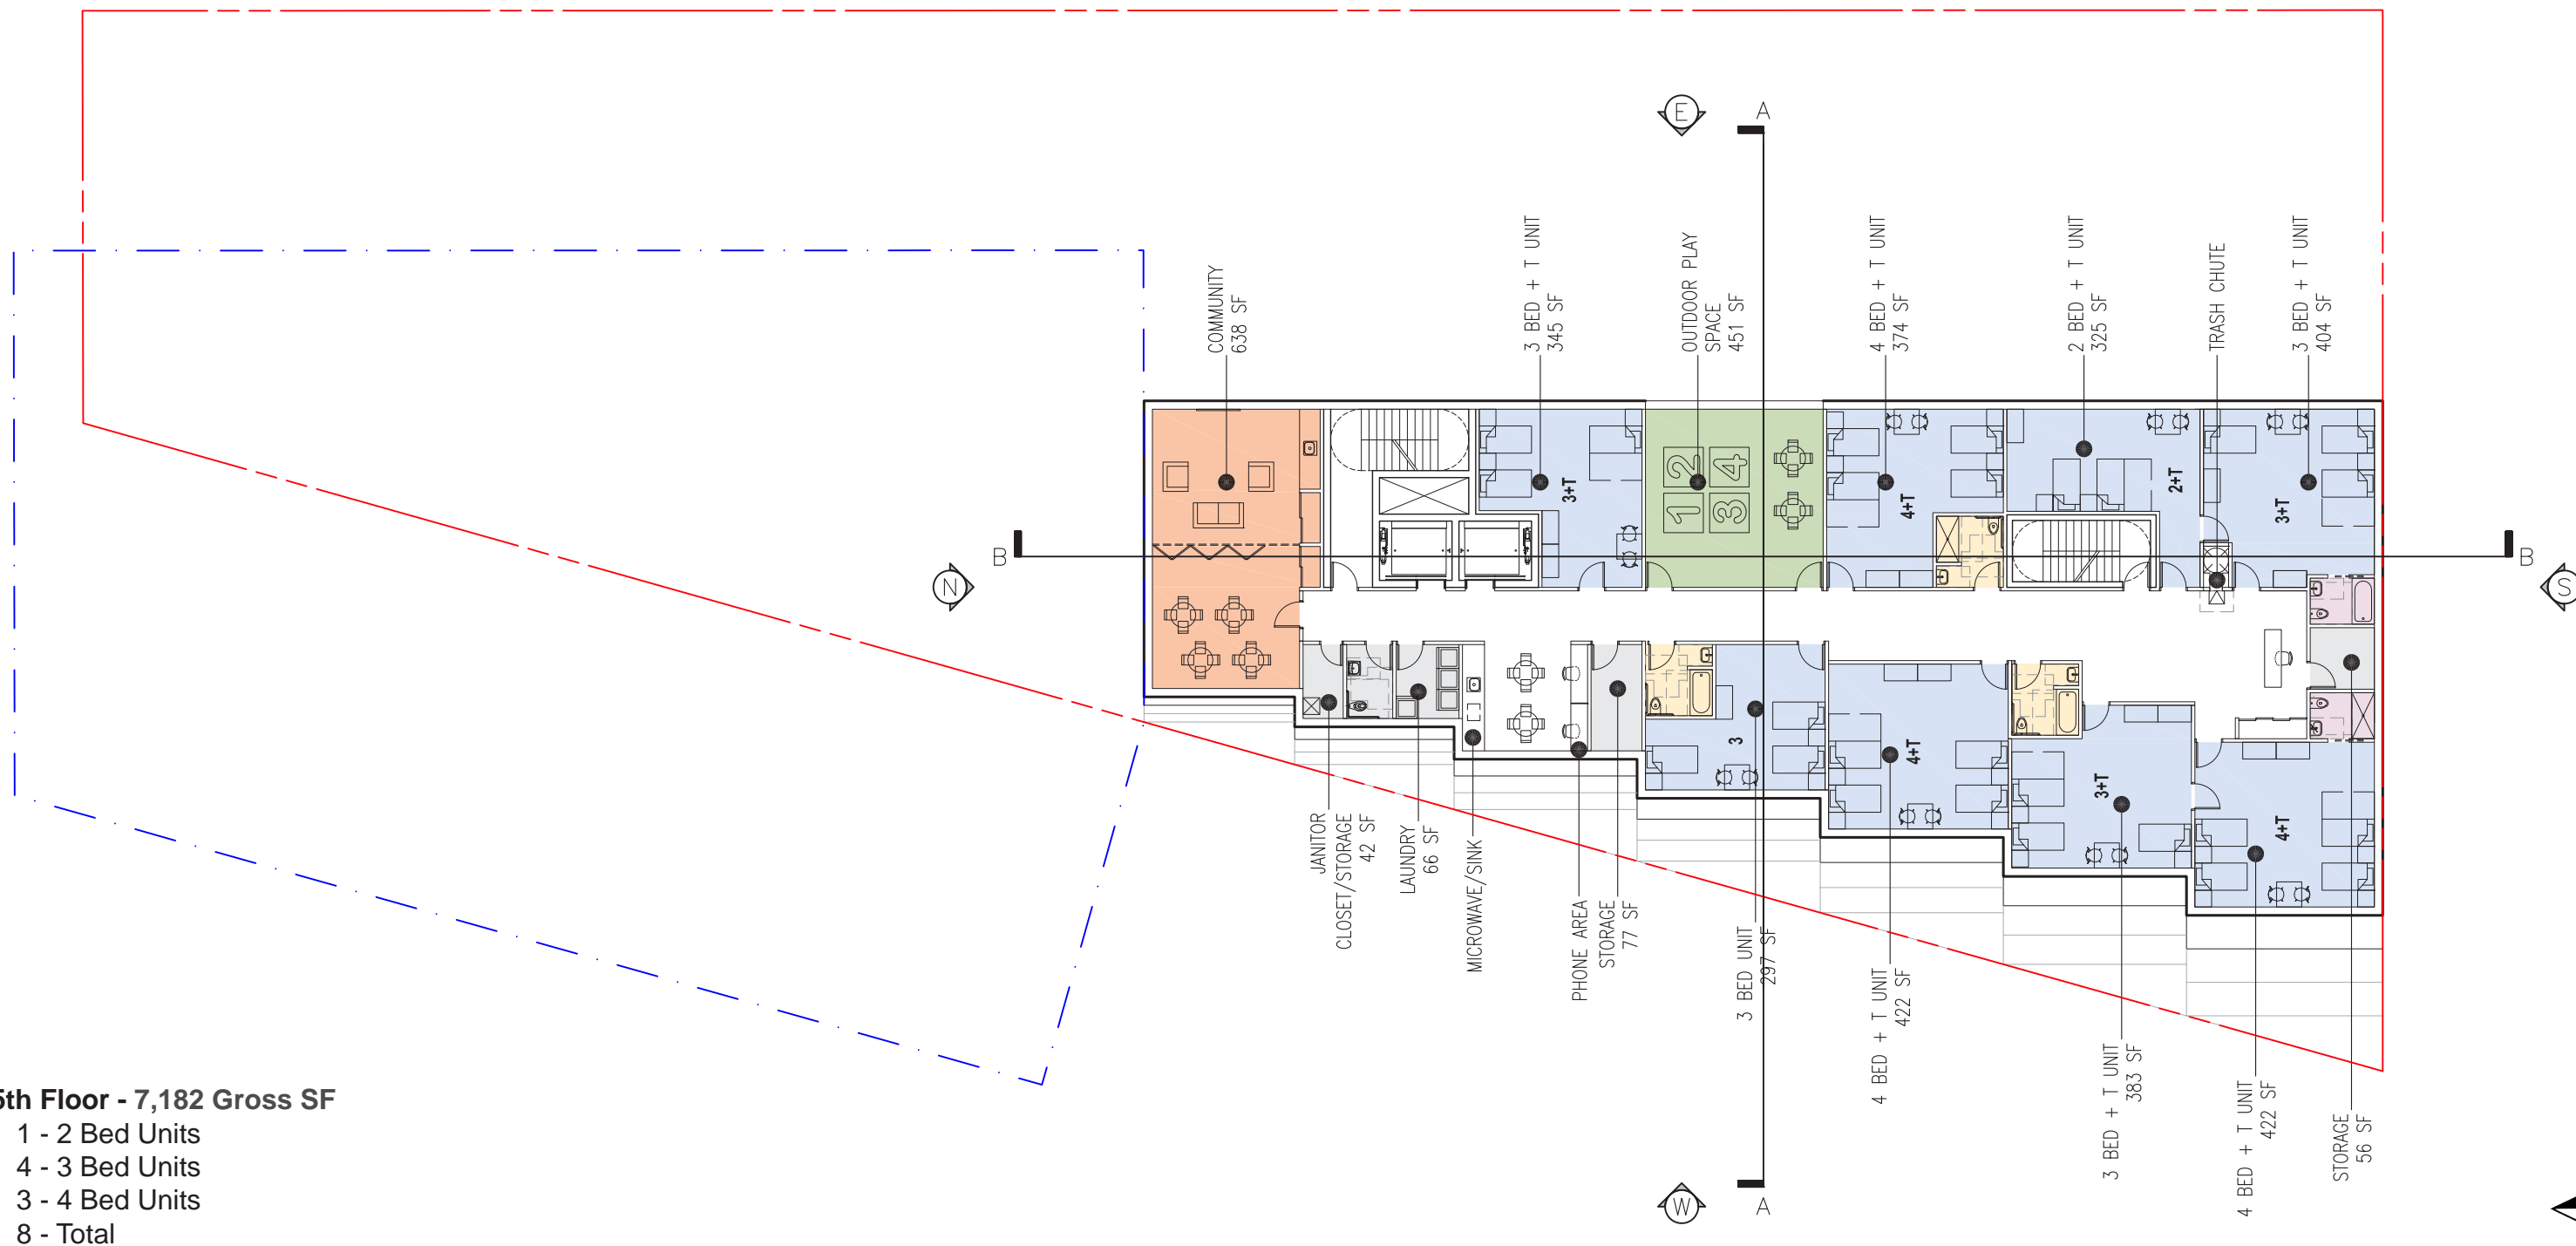 E
A
COMMUNITY
638 SF
3 BED + T UNIT
345 SF
OUTDOOR PLAY
SPACE
451 SF
4 BED + T UNIT
374 SF
2 BED + T UNIT
325 SF
TRASH CHUTE
3 BED + T UNIT
404 SF
3+T
1
2
3
4
4+T
2+T
3+T
B
B
N
S
3
4+T
3+T
4+T
JANITOR
CLOSET/STORAGE
42 SF
LAUNDRY
66 SF
MICROWAVE/SINK
PHONE AREA
STORAGE
77 SF
3 BED UNIT
297 SF
4 BED + T UNIT
422 SF
3 BED + T UNIT
383 SF
4 BED + T UNIT
422 SF
STORAGE
56 SF
W
A
5th Floor - 7,182 Gross SF
1 - 2 Bed Units
4 - 3 Bed Units
3 - 4 Bed Units
8 - Total